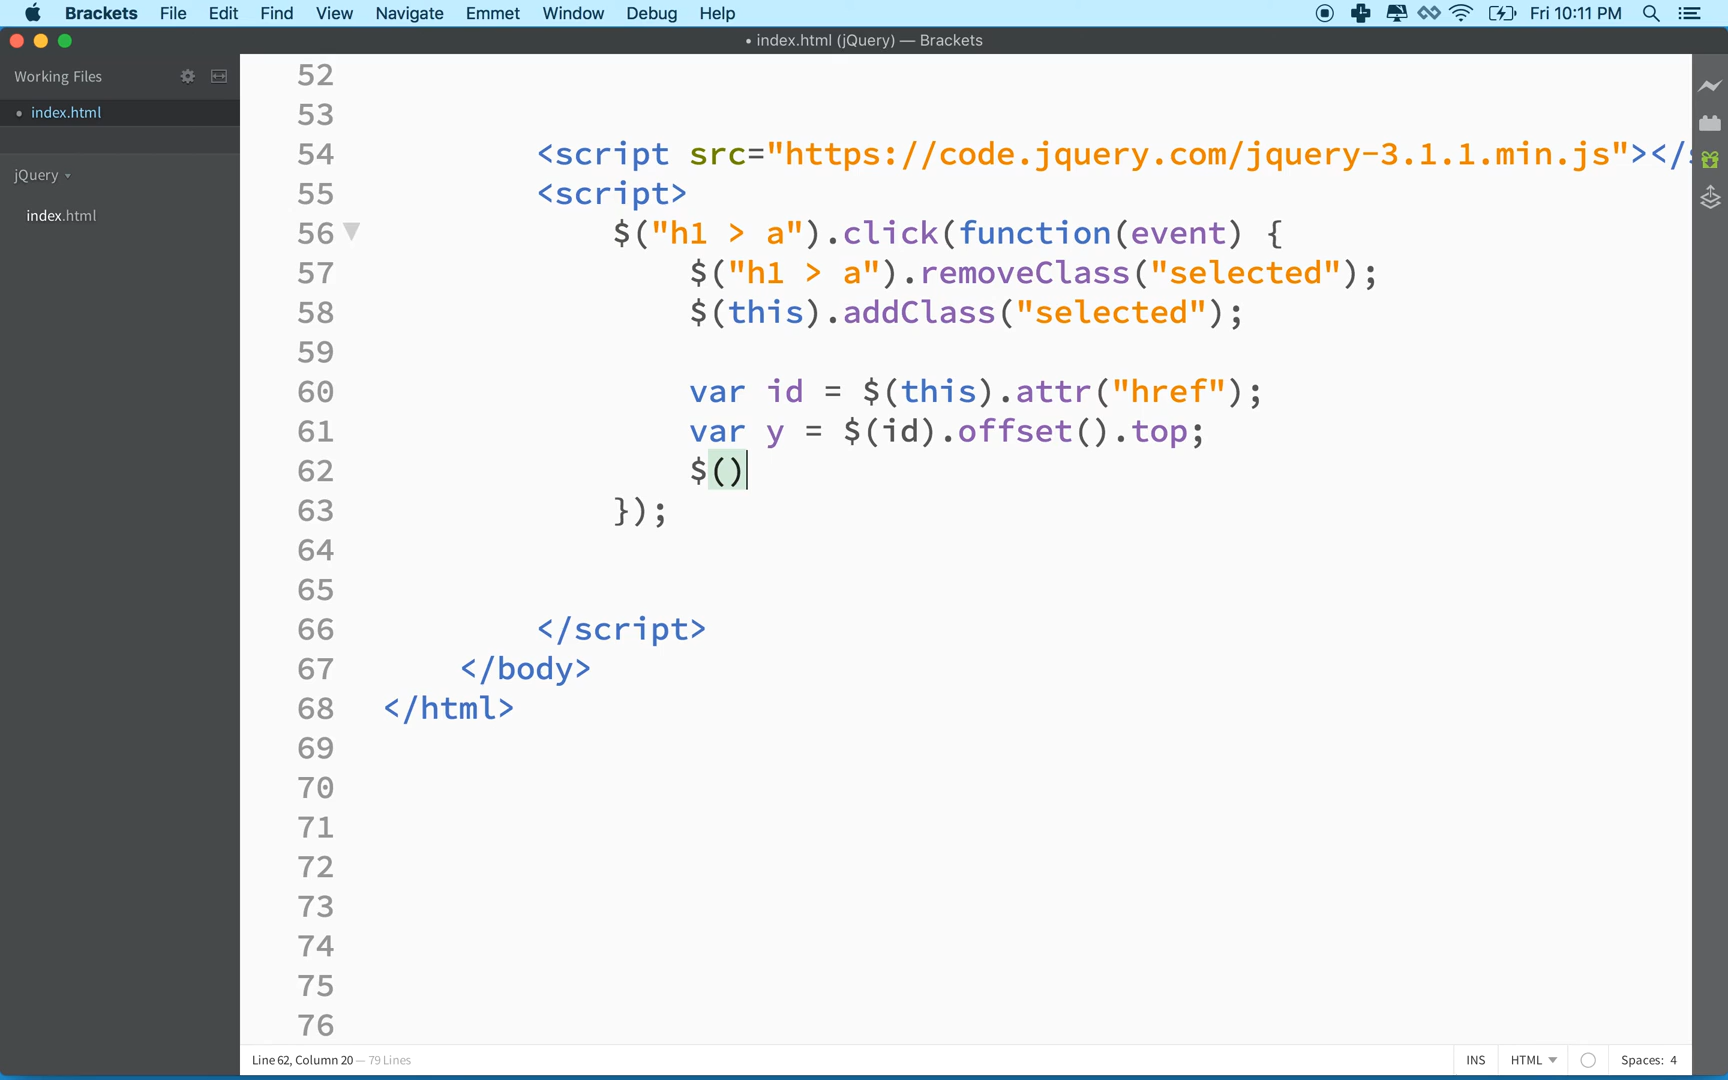 Brackets File Edit Find View Navigate Emmet Window Debug Help Fri 10:11 PM
• index.html (jQuery) — Brackets
Working Files
• index.html
jQuery
index.html
52
53
54 <script src="https://code.jquery.com/jquery-3.1.1.min.js"></s
55 <script>
56 $("h1 > a").click(function(event) {
57 $("h1 > a").removeClass("selected");
58 $(this).addClass("selected");
59
60 var id = $(this).attr("href");
61 var y = $(id).offset().top;
62 $()
63 });
64
65
66 </script>
67 </body>
68 </html>
69
70
71
72
73
74
75
76
Line 62, Column 20 — 79 Lines INS HTML Spaces: 4